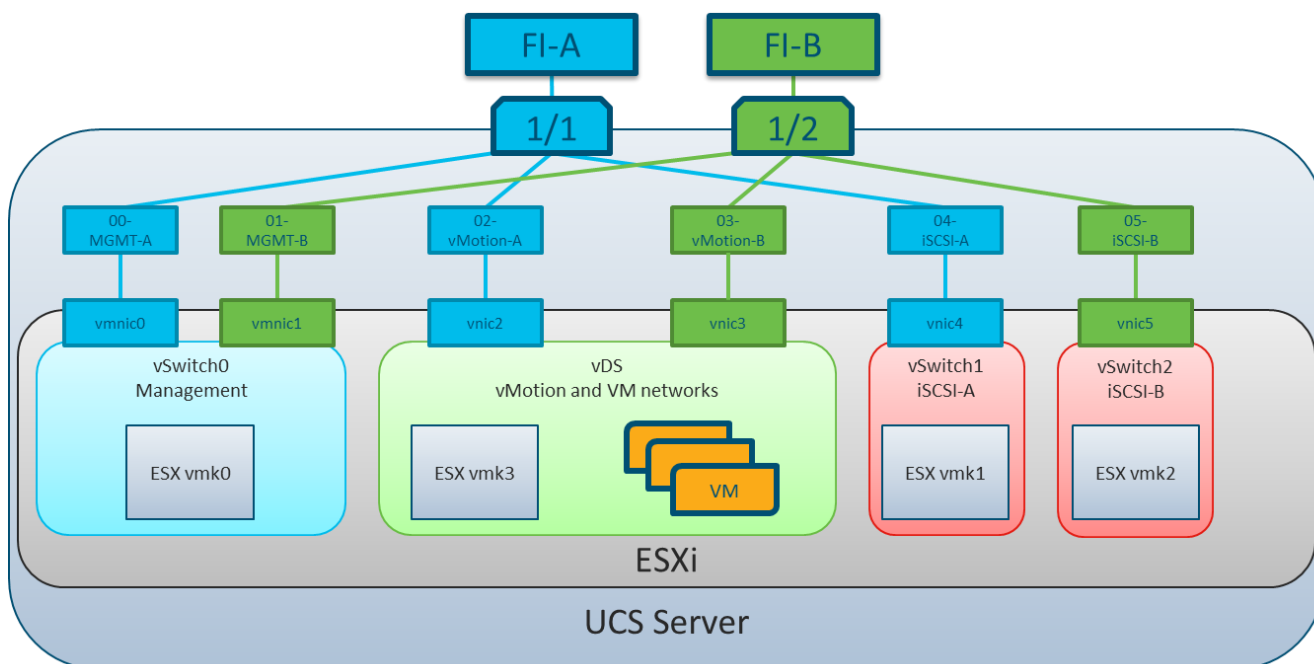 FI-A
FI-B
1/1
1/2
00-
MGMT-A
01-
MGMT-B
02-
vMotion-A
03-
vMotion-B
04-
iSCSI-A
05-
iSCSI-B
vmnic0
vmnic1
vnic2
vnic3
vnic4
vnic5
vSwitch0
Management
vDS
vMotion and VM networks
vSwitch1
iSCSI-A
vSwitch2
iSCSI-B
ESX vmk0
ESX vmk3
VM
ESX vmk1
ESX vmk2
ESXi
UCS Server